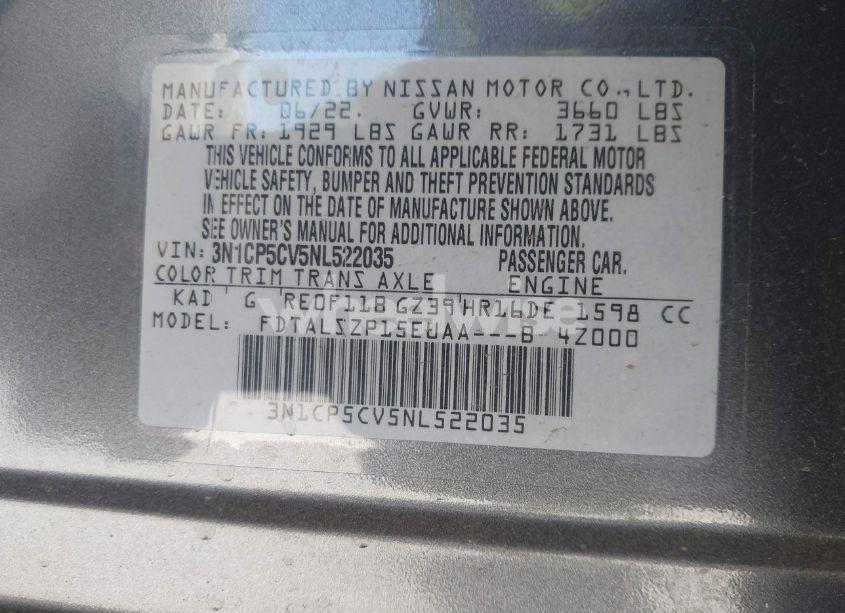 MANUFACTURED BY NISSAN MOTOR CO., LTD.
DATE: 06/22. GVWR: 3660 LBS
GAWR FR: 1929 LBS GAWR RR: 1731 LBS
THIS VEHICLE CONFORMS TO ALL APPLICABLE FEDERAL MOTOR
VEHICLE SAFETY, BUMPER AND THEFT PREVENTION STANDARDS
IN EFFECT ON THE DATE OF MANUFACTURE SHOWN ABOVE.
SEE OWNER'S MANUAL FOR ADDITIONAL INFORMATION
VIN: 3N1CP5CV5NL522035 PASSENGER CAR.
COLOR TRIM TRANS AXLE ENGINE
KAD G RE0F11B GZ39 HR16DE 1598 CC
wheelwise
MODEL: FDTALSZP15EUAA---B- 4Z000
3N1CP5CV5NL522035